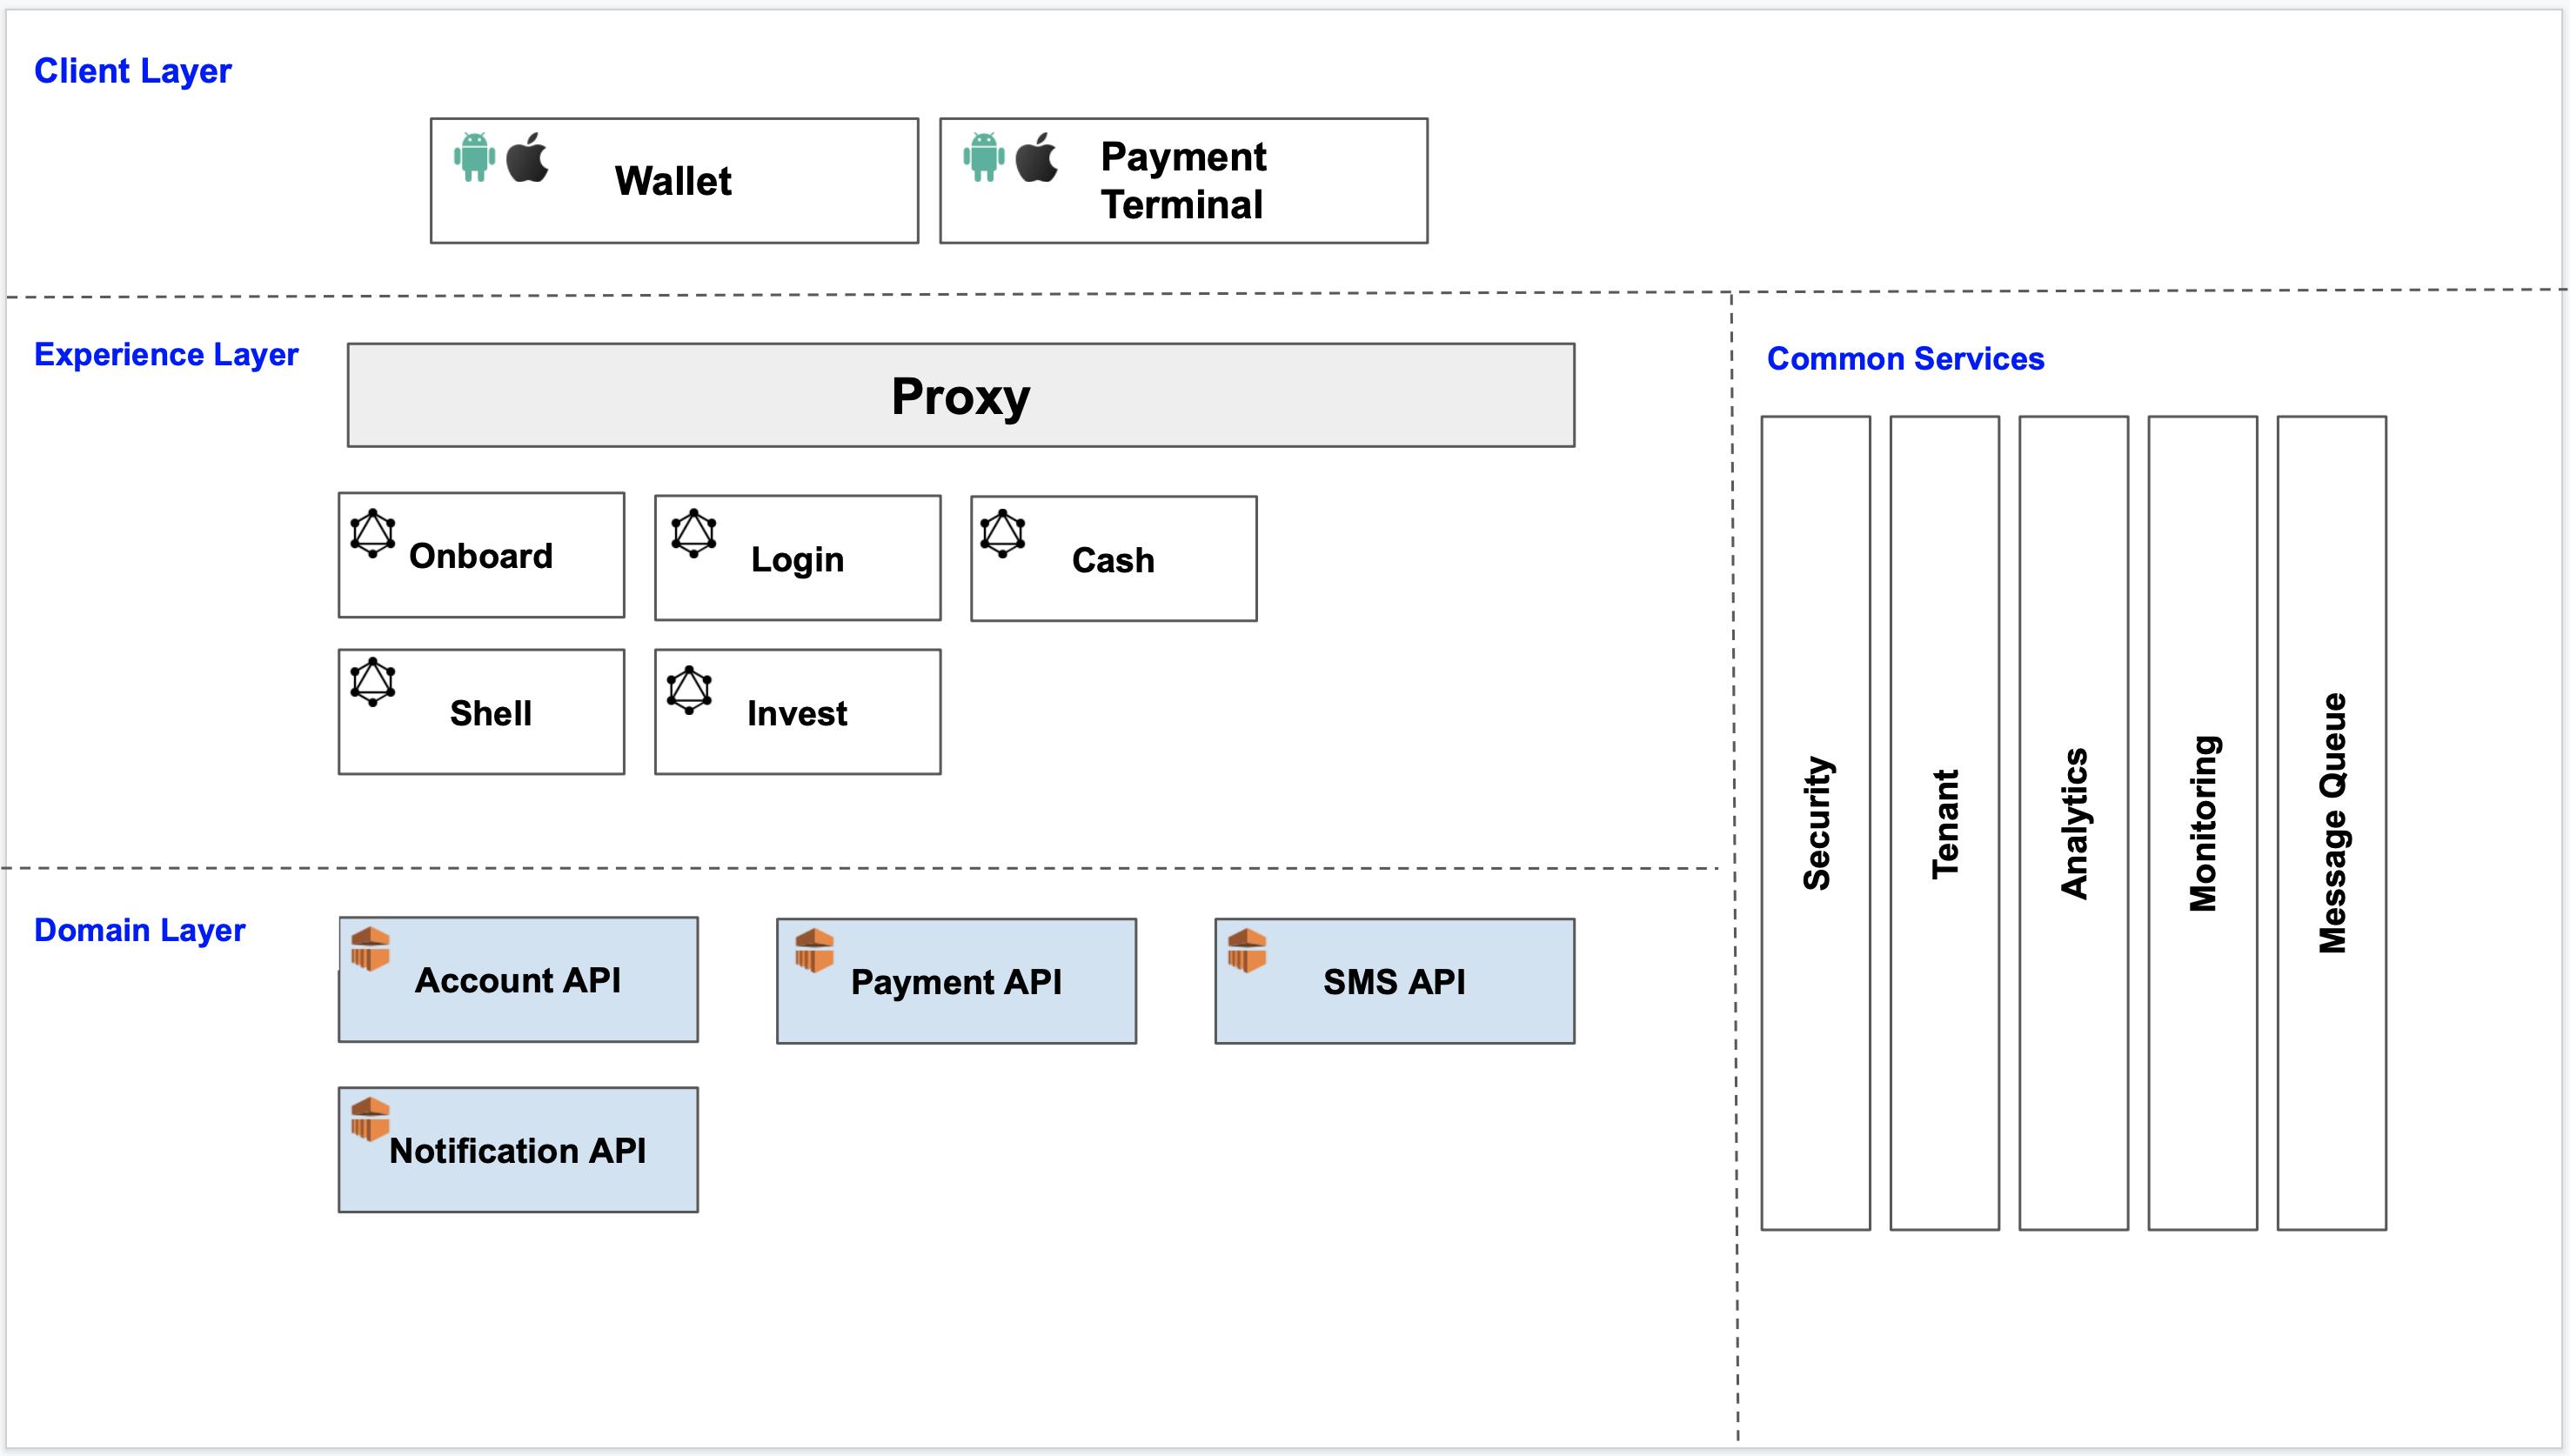 Client Layer
Wallet
Payment
Terminal
Experience Layer
Proxy
Onboard
Login
Cash
Shell
Invest
Common Services
Security
Tenant
Analytics
Monitoring
Message Queue
Domain Layer
Account API
Payment API
SMS API
Notification API